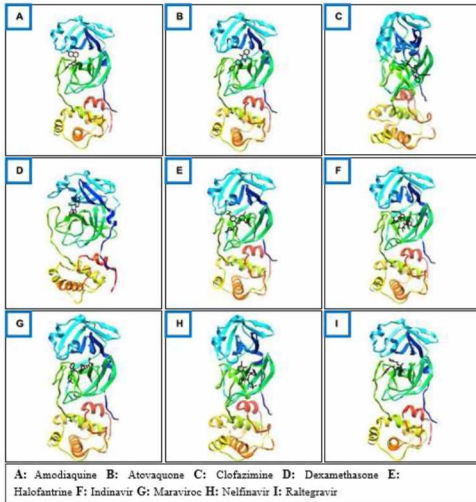 A
B
C
D
E
F
G
H
I
A: Amodiaquine B: Atovaquone C: Clofazimine D: Dexamethasone E:
Halofantrine F: Indinavir G: Maraviroc H: Nelfinavir I: Raltegravir